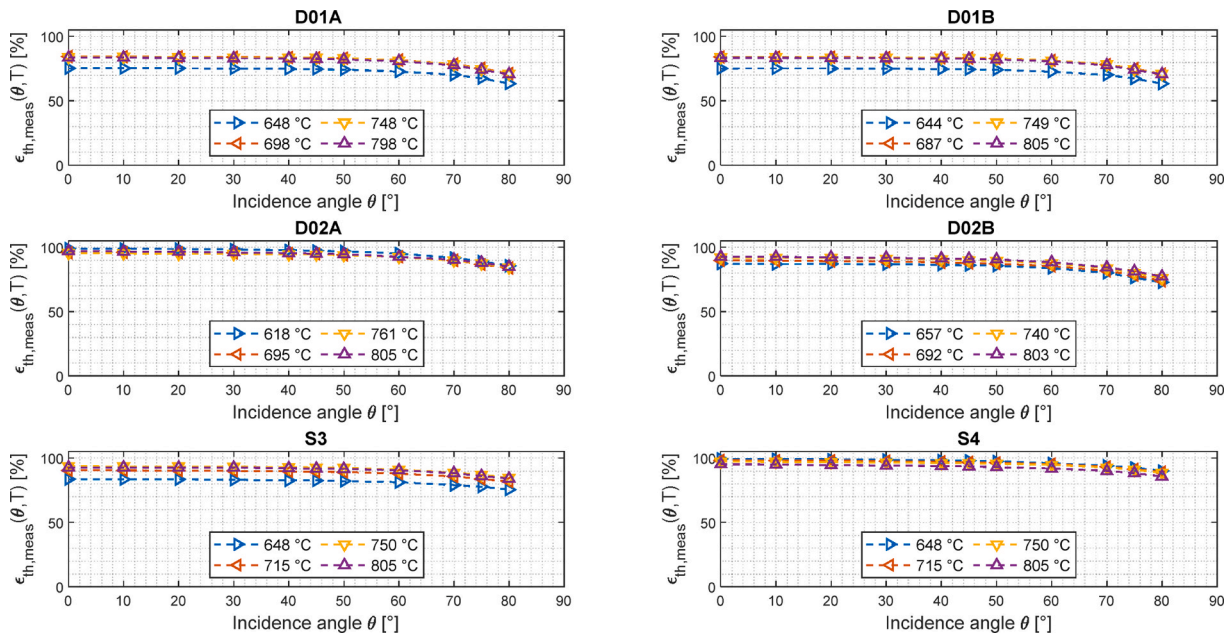 D01A
ϵth,meas(θ,T) [%]
100
50
0
648 °C 748 °C
698 °C 798 °C
0 10 20 30 40 50 60 70 80 90
Incidence angle θ [°]
D01B
ϵth,meas(θ,T) [%]
100
50
0
644 °C 749 °C
687 °C 805 °C
0 10 20 30 40 50 60 70 80 90
Incidence angle θ [°]
D02A
ϵth,meas(θ,T) [%]
100
50
0
618 °C 761 °C
695 °C 805 °C
0 10 20 30 40 50 60 70 80 90
Incidence angle θ [°]
D02B
ϵth,meas(θ,T) [%]
100
50
0
657 °C 740 °C
692 °C 803 °C
0 10 20 30 40 50 60 70 80 90
Incidence angle θ [°]
S3
ϵth,meas(θ,T) [%]
100
50
0
648 °C 750 °C
715 °C 805 °C
0 10 20 30 40 50 60 70 80 90
Incidence angle θ [°]
S4
ϵth,meas(θ,T) [%]
100
50
0
648 °C 750 °C
715 °C 805 °C
0 10 20 30 40 50 60 70 80 90
Incidence angle θ [°]